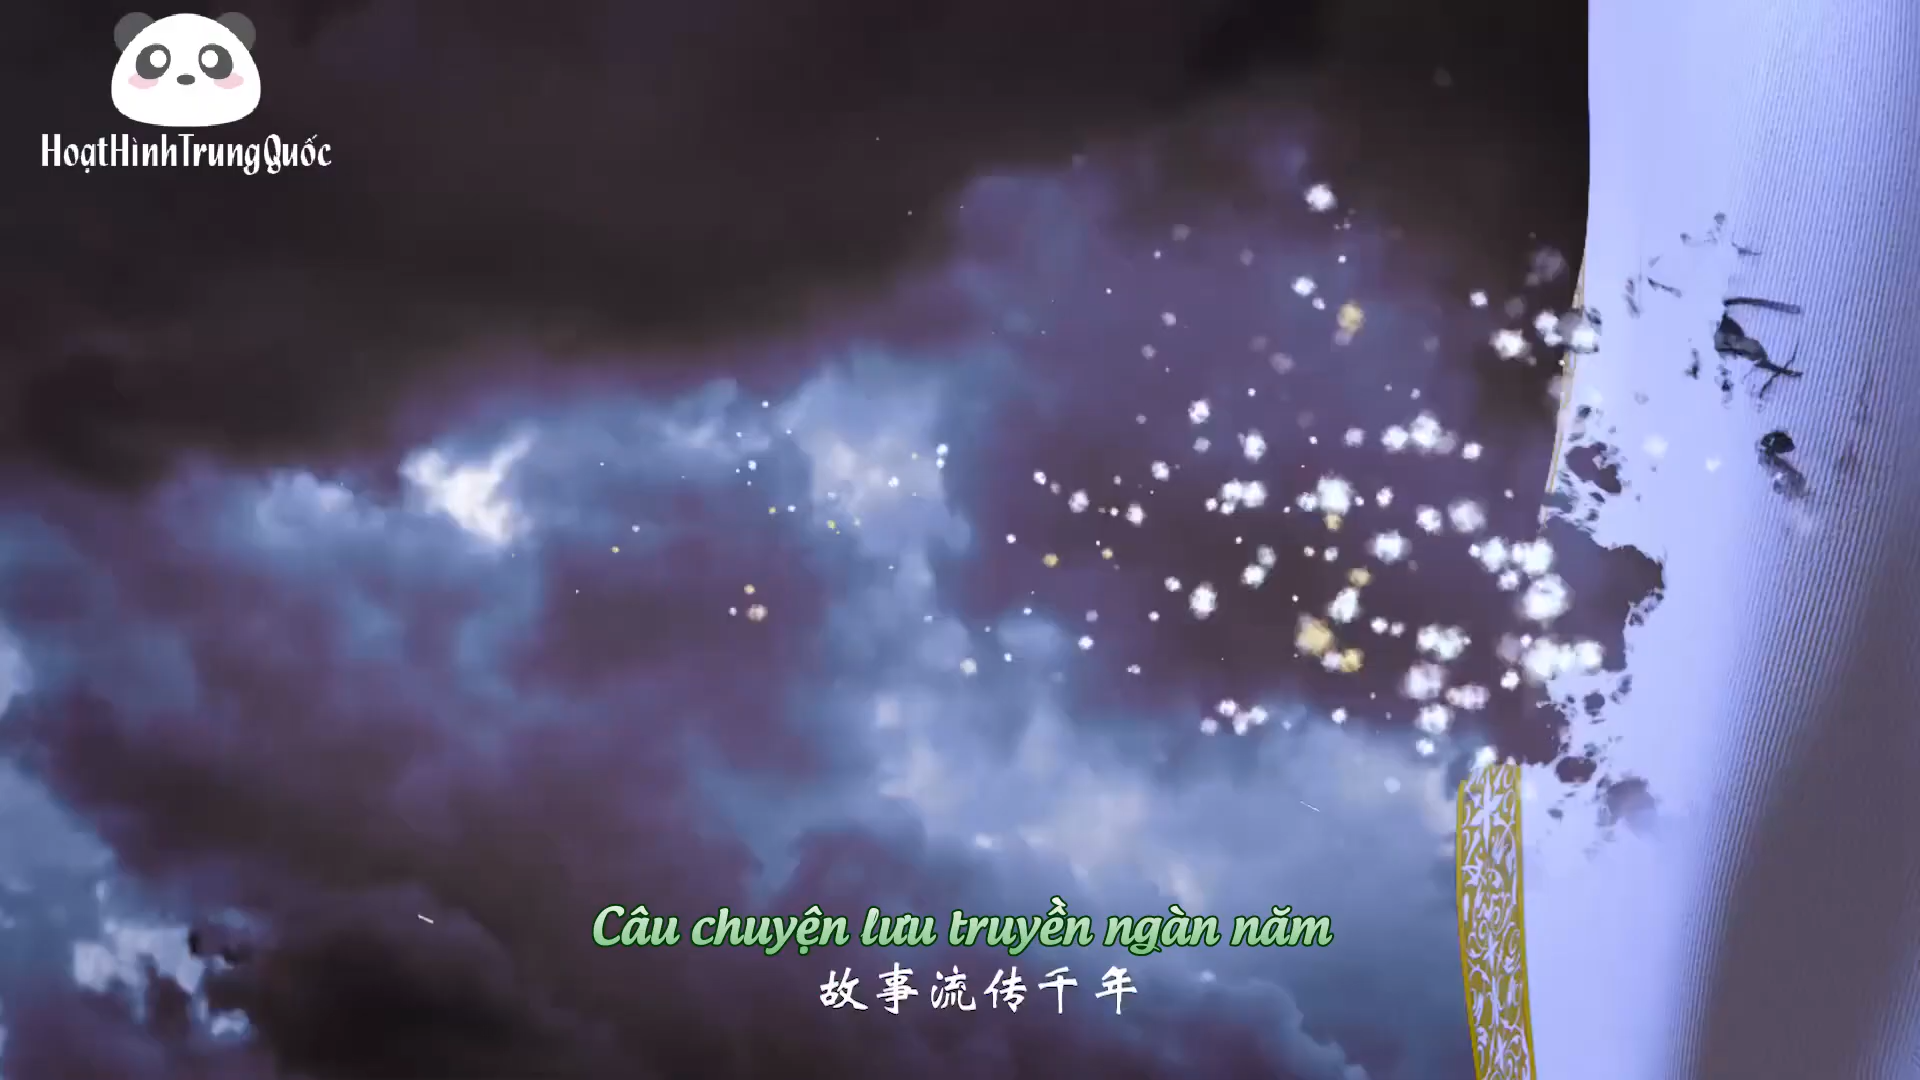 HoạtHìnhTrungQuốc
Câu chuyện lưu truyền ngàn năm
故事流传千年